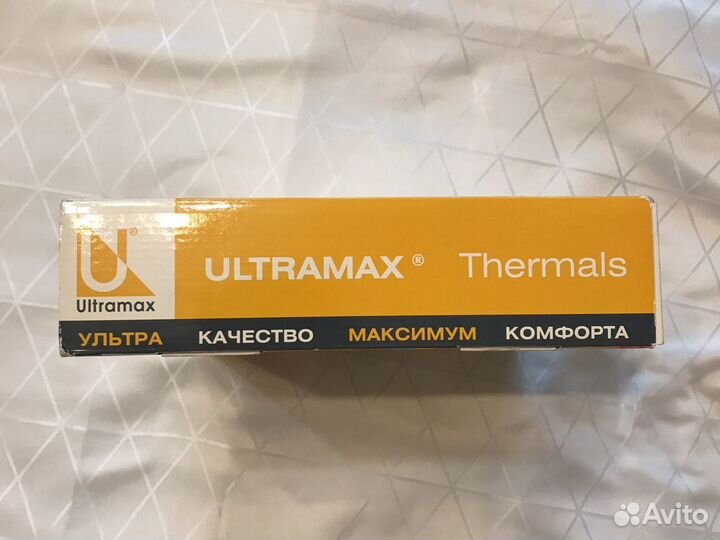 U®
Ultramax
ULTRAMAX® Thermals
УЛЬТРА КАЧЕСТВО МАКСИМУМ КОМФОРТА
Avito